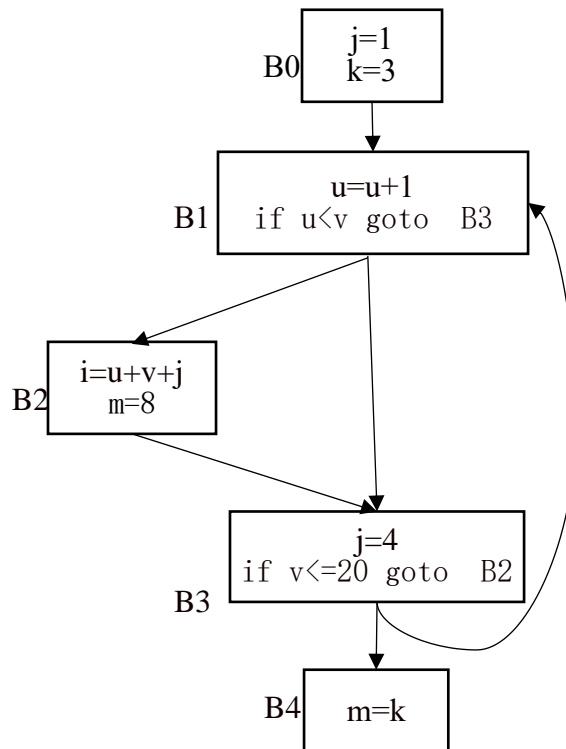 j=1
B0
k=3
u=u+1
B1
if u<v goto B3
i=u+v+j
B2
m=8
j=4
if v<=20 goto B2
B3
B4
m=k